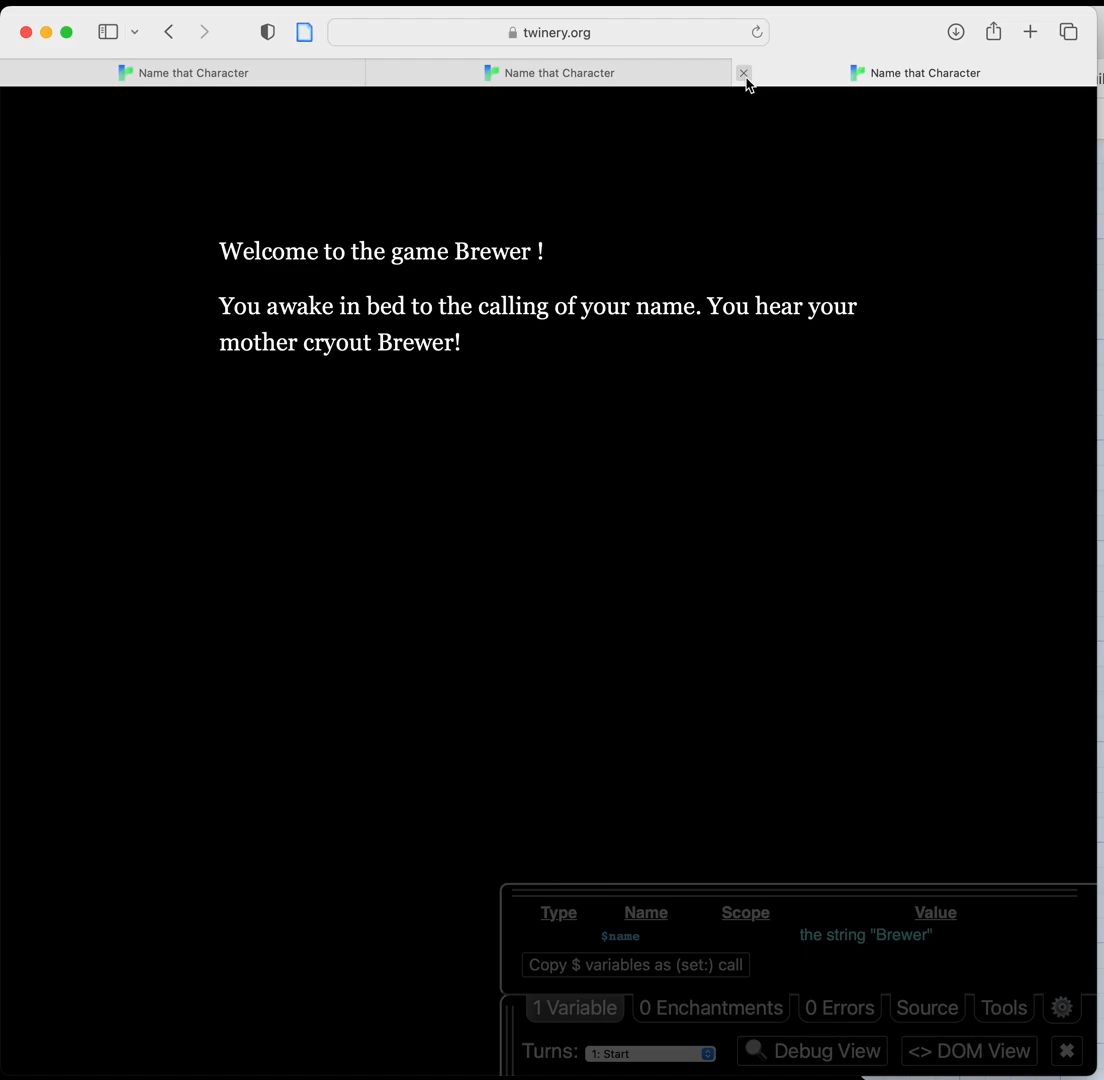 twinery.org
Name that Character
Name that Character
Name that Character
Welcome to the game Brewer !
You awake in bed to the calling of your name. You hear your
mother cryout Brewer!
Type Name Scope Value
$name the string "Brewer"
Copy $ variables as (set:) call
1 Variable 0 Enchantments 0 Errors Source Tools
Turns: 1: Start Debug View <> DOM View